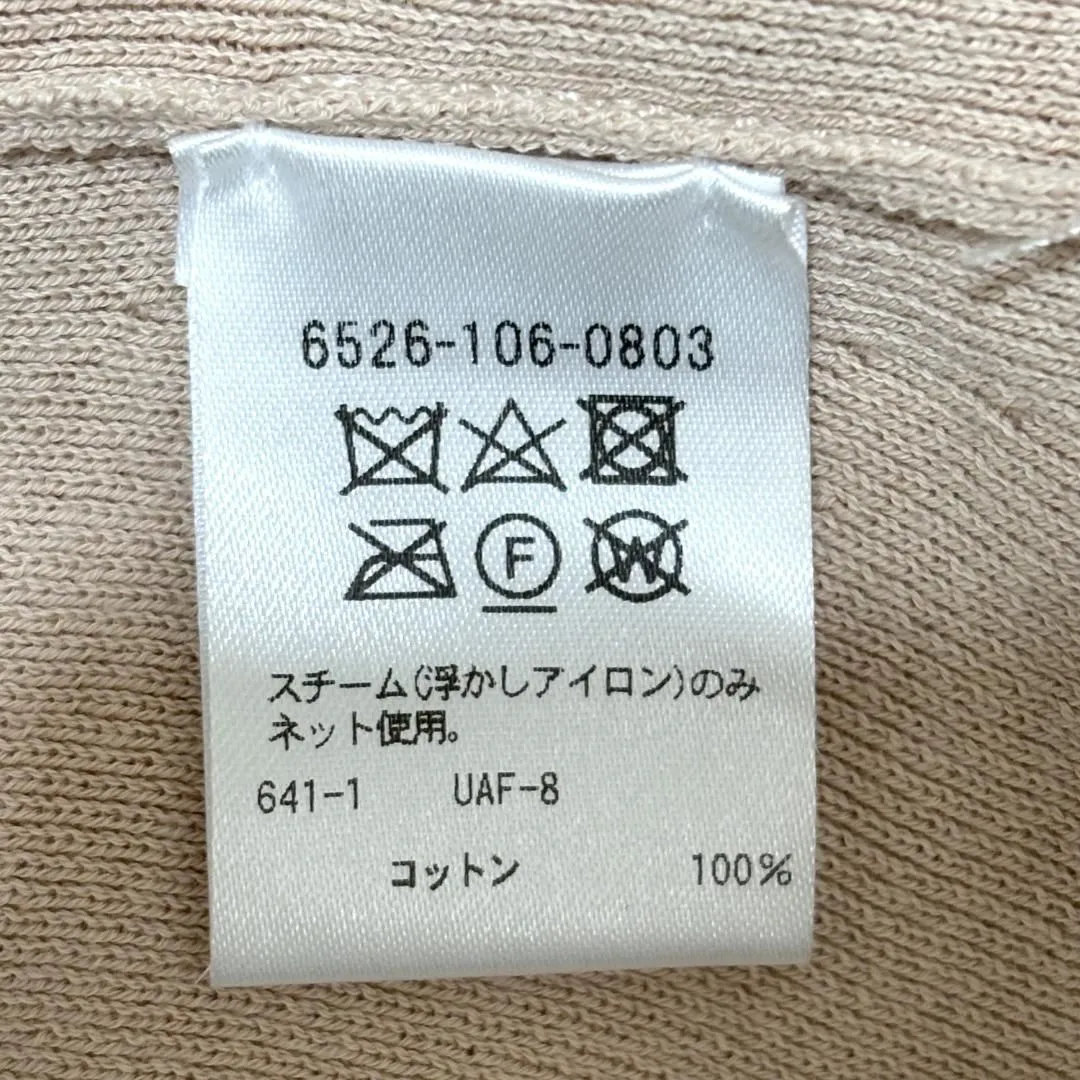 6526-106-0803
F W
スチーム(浮かしアイロン)のみ
ネット使用。
641-1 UAF-8
コットン 100%